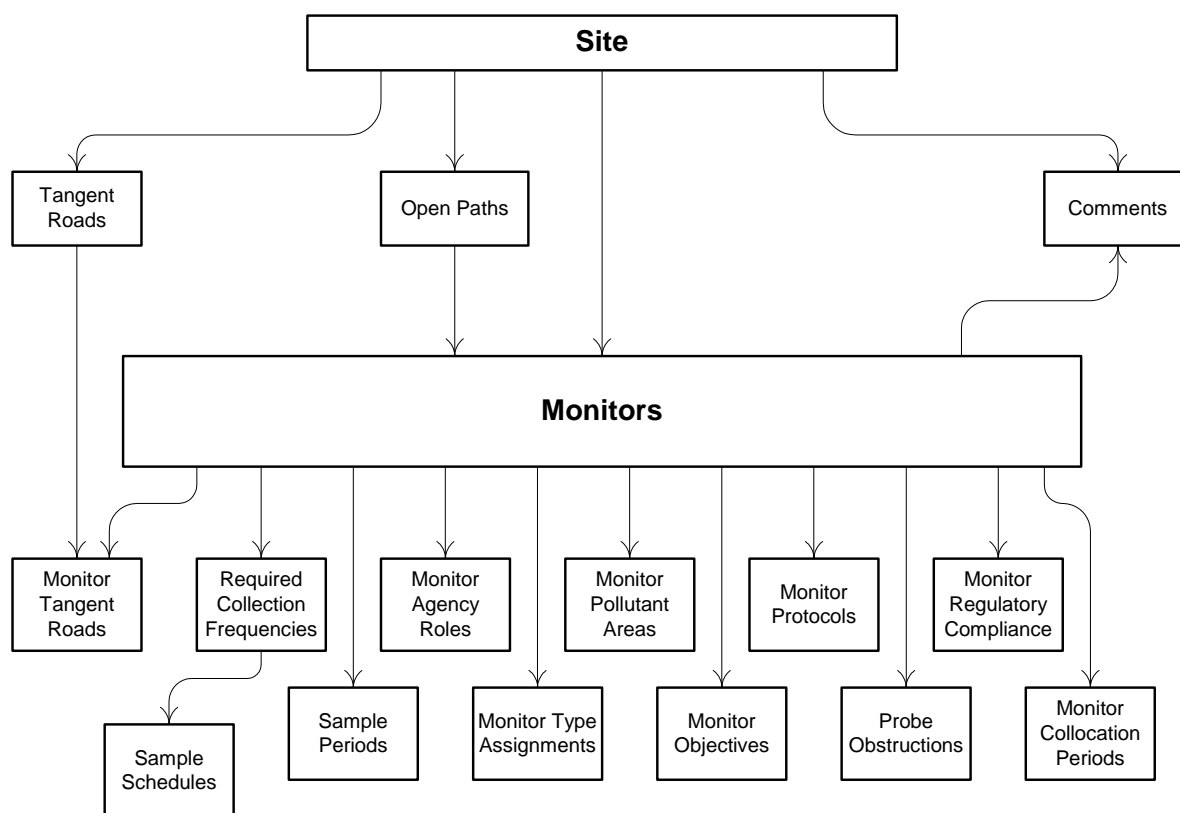 Site
Tangent
Roads
Open Paths
Comments
Monitors
Monitor
Tangent
Roads
Required
Collection
Frequencies
Monitor
Agency
Roles
Monitor
Pollutant
Areas
Monitor
Protocols
Monitor
Regulatory
Compliance
Sample
Schedules
Sample
Periods
Monitor Type
Assignments
Monitor
Objectives
Probe
Obstructions
Monitor
Collocation
Periods